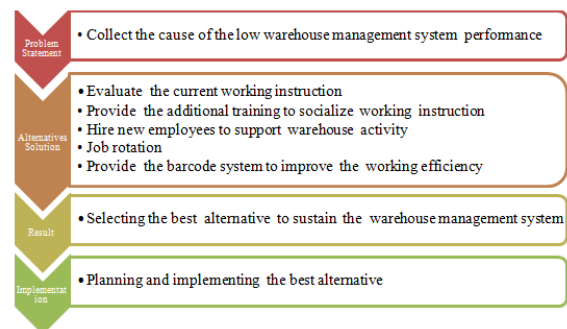 Problem
Statement
• Collect the cause of the low warehouse management system performance
Alternatives
Solution
• Evaluate the current working instruction
• Provide the additional training to socialize working instruction
• Hire new employees to support warehouse activity
• Job rotation
• Provide the barcode system to improve the working efficiency
Result
• Selecting the best alternative to sustain the warehouse management system
Implementat
ion
• Planning and implementing the best alternative